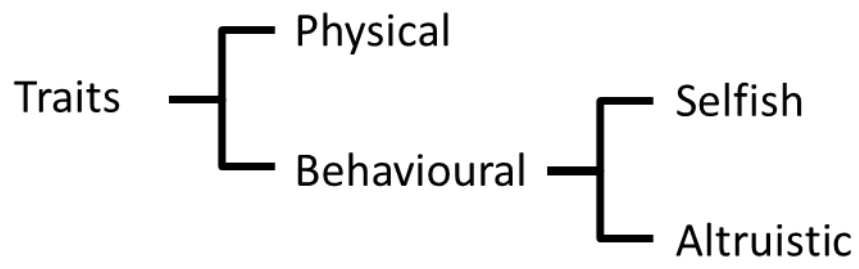 Traits
Physical
Behavioural
Selfish
Altruistic